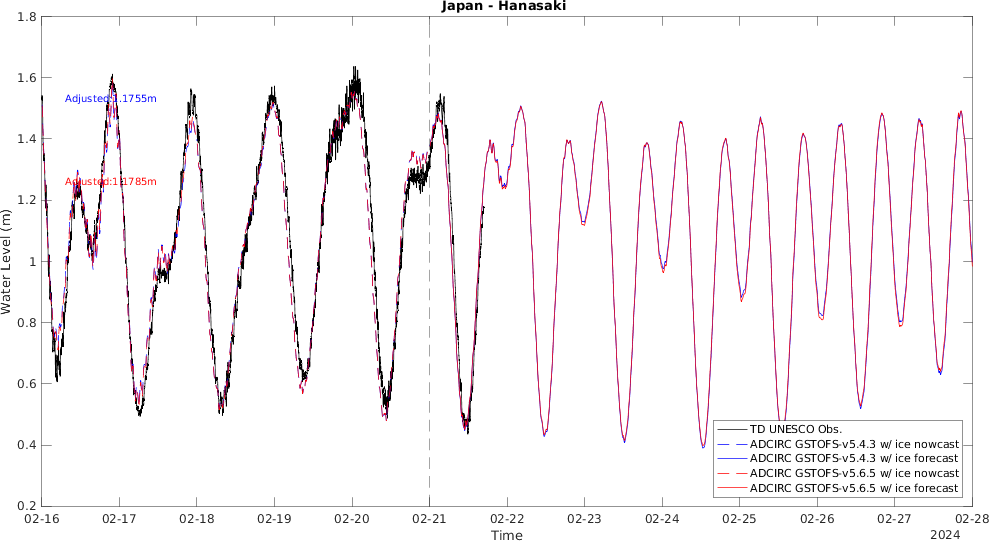 Japan - Hanasaki
1.8
1.6
1.4
1.2
1
0.8
0.6
0.4
0.2
Water Level (m)
Adjusted:1.1755m
Adjusted:1.1785m
TD UNESCO Obs.
ADCIRC GSTOFS-v5.4.3 w/ ice nowcast
ADCIRC GSTOFS-v5.4.3 w/ ice forecast
ADCIRC GSTOFS-v5.6.5 w/ ice nowcast
ADCIRC GSTOFS-v5.6.5 w/ ice forecast
02-16 02-17 02-18 02-19 02-20 02-21 02-22 02-23 02-24 02-25 02-26 02-27 02-28
Time
2024